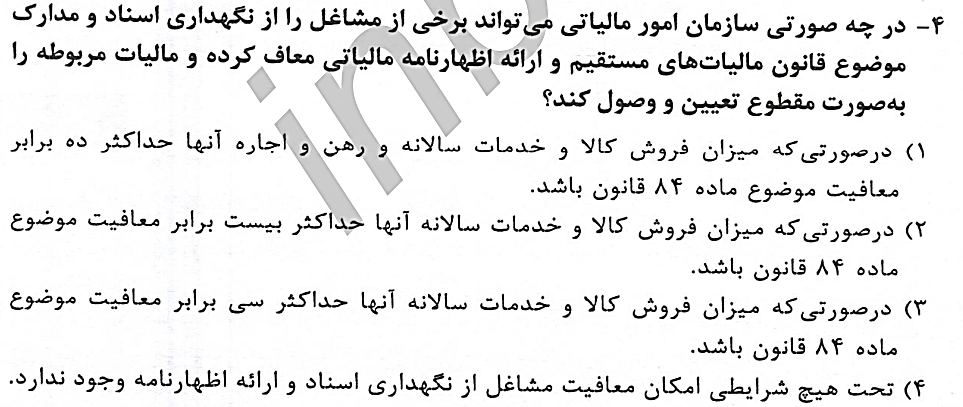 ۴- در چه صورتی سازمان امور مالیاتی می‌تواند برخی از مشاغل را از نگهداری اسناد و مدارک
موضوع قانون مالیات‌های مستقیم و ارائه اظهارنامه مالیاتی معاف کرده و مالیات مربوطه را
به‌صورت مقطوع تعیین و وصول کند؟
۱) درصورتی‌که میزان فروش کالا و خدمات سالانه و رهن و اجاره آنها حداکثر ده برابر
معافیت موضوع ماده ۸۴ قانون باشد.
۲) درصورتی‌که میزان فروش کالا و خدمات سالانه آنها حداکثر بیست برابر معافیت موضوع
ماده ۸۴ قانون باشد.
۳) درصورتی‌که میزان فروش کالا و خدمات سالانه آنها حداکثر سی برابر معافیت موضوع
ماده ۸۴ قانون باشد.
۴) تحت هیچ شرایطی امکان معافیت مشاغل از نگهداری اسناد و ارائه اظهارنامه وجود ندارد.